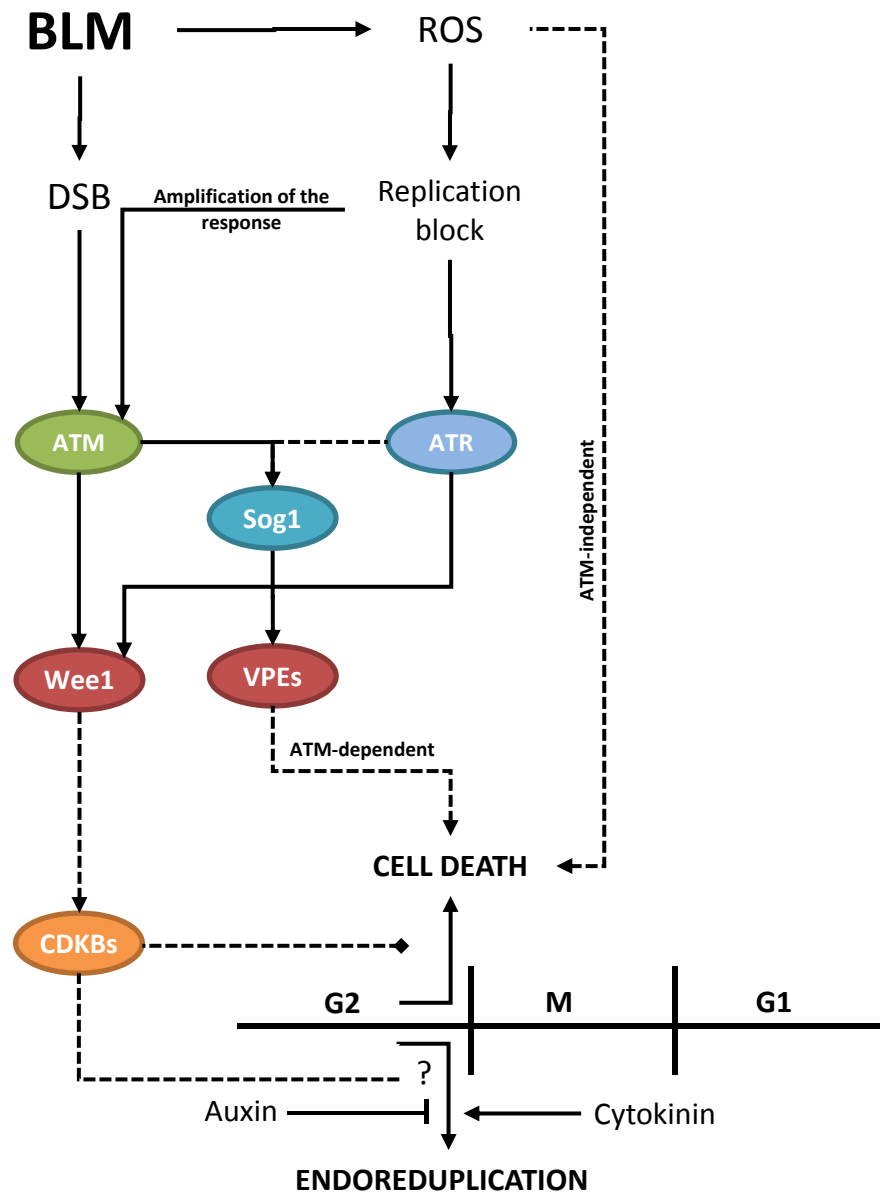 BLM
ROS
DSB
Amplification of the
response
Replication
block
ATM
ATR
Sog1
ATM-independent
Wee1
VPEs
ATM-dependent
CELL DEATH
CDKBs
G2
M
G1
?
Auxin
Cytokinin
ENDOREDUPLICATION